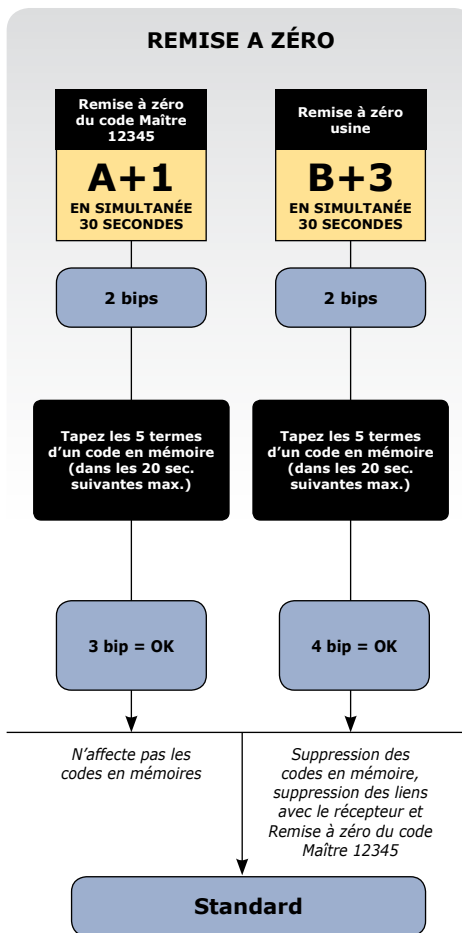 REMISE A ZÉRO
Remise à zéro
du code Maître
12345
A+1
EN SIMULTANÉE
30 SECONDES
2 bips
Tapez les 5 termes
d’un code en mémoire
(dans les 20 sec.
suivantes max.)
3 bip = OK
N’affecte pas les
codes en mémoires
Remise à zéro
usine
B+3
EN SIMULTANÉE
30 SECONDES
2 bips
Tapez les 5 termes
d’un code en mémoire
(dans les 20 sec.
suivantes max.)
4 bip = OK
Suppression des
codes en mémoire,
suppression des liens
avec le récepteur et
Remise à zéro du code
Maître 12345
Standard